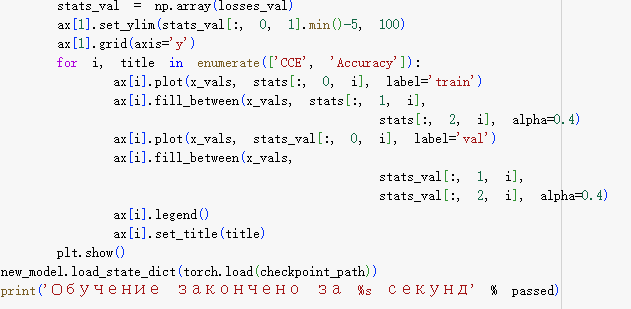 stats_val = np.array(losses_val)
ax[1].set_ylim(stats_val[:, 0, 1].min()-5, 100)
ax[1].grid(axis='y')
for i, title in enumerate(['CCE', 'Accuracy']):
ax[i].plot(x_vals, stats[:, 0, i], label='train')
ax[i].fill_between(x_vals, stats[:, 1, i],
stats[:, 2, i], alpha=0.4)
ax[i].plot(x_vals, stats_val[:, 0, i], label='val')
ax[i].fill_between(x_vals,
stats_val[:, 1, i],
stats_val[:, 2, i], alpha=0.4)
ax[i].legend()
ax[i].set_title(title)
plt.show()
new_model.load_state_dict(torch.load(checkpoint_path))
print('Обучение закончено за %s секунд' % passed)